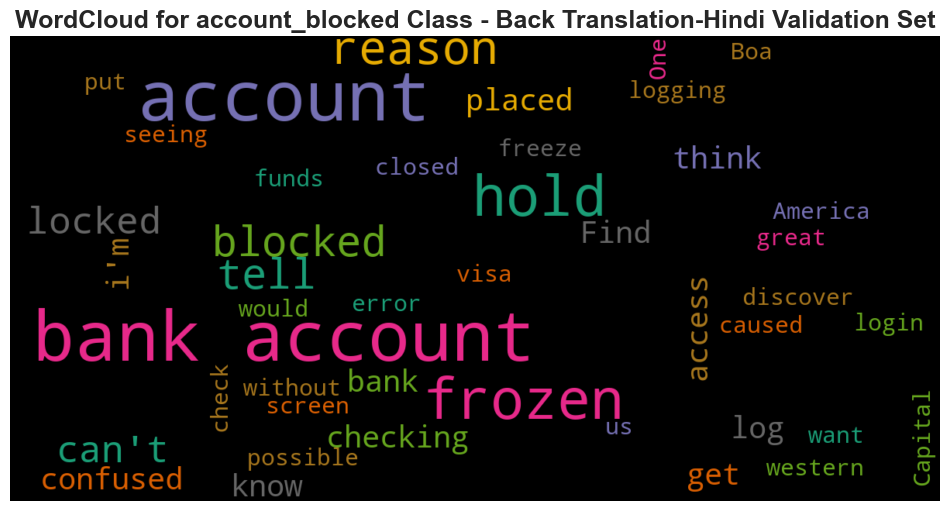 WordCloud for account_blocked Class - Back Translation-Hindi Validation Set
reason
One
Boa
put
account
placed
logging
seeing
freeze
think
funds
closed
hold
locked
America
Find
great
blocked
i'm
tell
visa
access
discover
would
error
caused
login
bank account
check
without
bank
frozen
screen
us
Capital
can't
checking
log
want
possible
western
confused
know
get